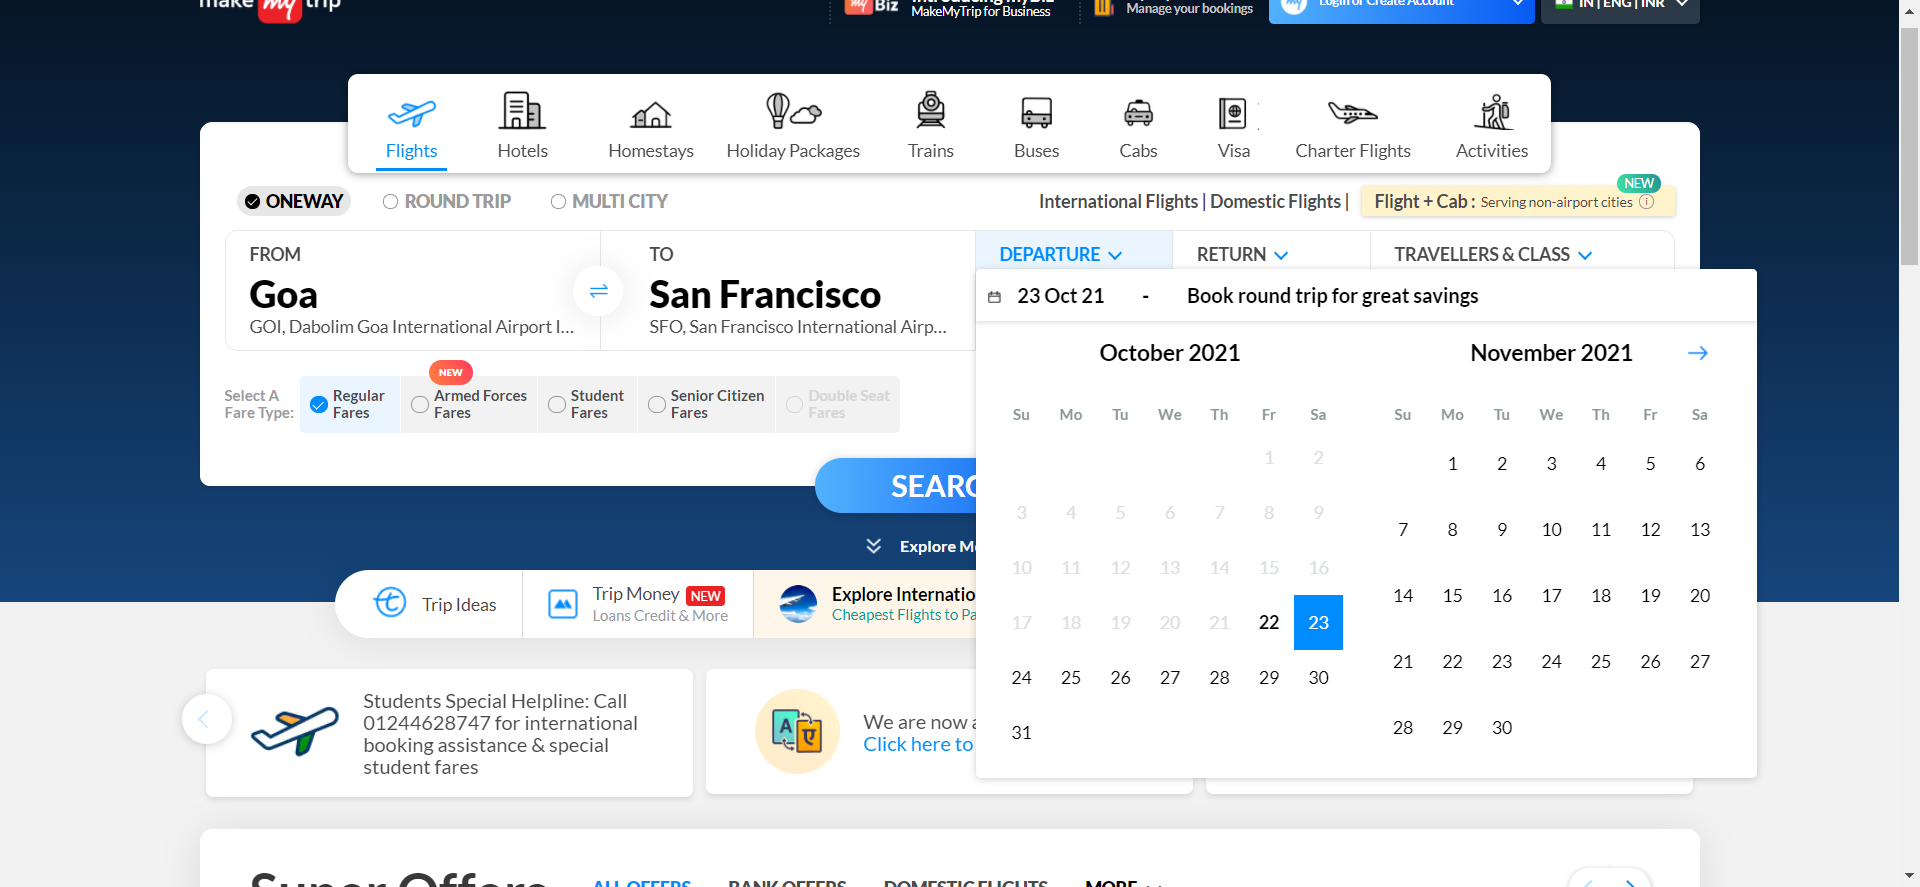 make my trip
my Biz
Introducing myBiz
MakeMyTrip for Business
Manage your bookings
my
Login or Create Account
IN | ENG | INR
Flights
Hotels
Homestays
Holiday Packages
Trains
Buses
Cabs
Visa
Charter Flights
Activities
ONEWAY
ROUND TRIP
MULTI CITY
International Flights | Domestic Flights |
NEW
Flight + Cab : Serving non-airport cities
FROM
Goa
GOI, Dabolim Goa International Airport I...
TO
San Francisco
SFO, San Francisco International Airp...
DEPARTURE
RETURN
TRAVELLERS & CLASS
23 Oct 21 - Book round trip for great savings
October 2021
Su Mo Tu We Th Fr Sa
1 2
3 4 5 6 7 8 9
10 11 12 13 14 15 16
17 18 19 20 21 22 23
24 25 26 27 28 29 30
31
November 2021
Su Mo Tu We Th Fr Sa
1 2 3 4 5 6
7 8 9 10 11 12 13
14 15 16 17 18 19 20
21 22 23 24 25 26 27
28 29 30
Select A
Fare Type:
Regular
Fares
NEW
Armed Forces
Fares
Student
Fares
Senior Citizen
Fares
Double Seat
Fares
SEARC
Explore Mo
Trip Ideas
Trip Money NEW
Loans Credit & More
Explore Internatio
Cheapest Flights to Pa
Students Special Helpline: Call
01244628747 for international
booking assistance & special
student fares
A ए
We are now a
Click here to
Super Offers
ALL OFFERS
BANK OFFERS
DOMESTIC FLIGHTS
MORE